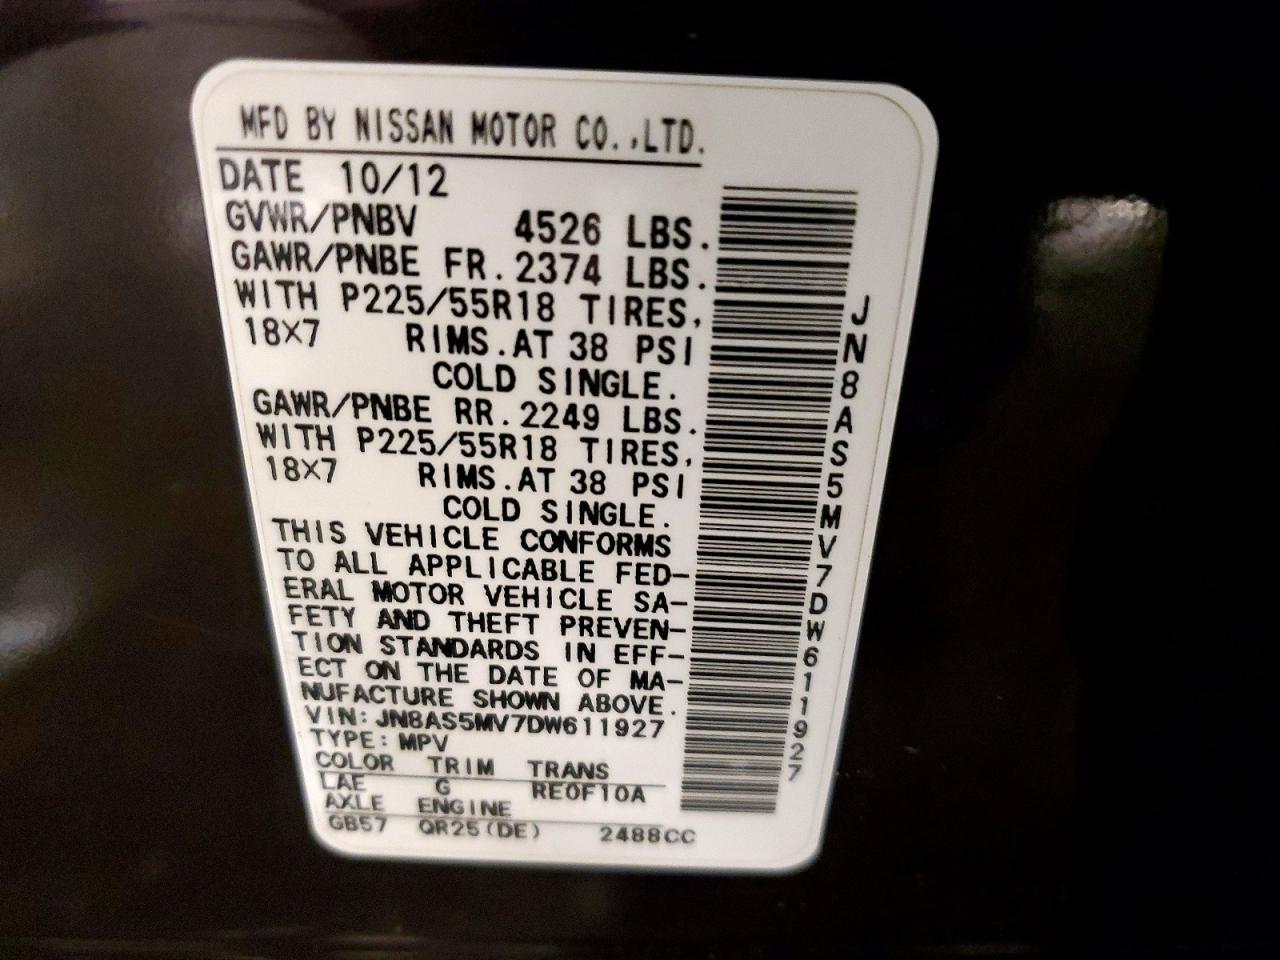 MFD BY NISSAN MOTOR CO.,LTD.
DATE 10/12
GVWR/PNBV 4526 LBS.
GAWR/PNBE FR.2374 LBS.
WITH P225/55R18 TIRES,
18X7 RIMS.AT 38 PSI
COLD SINGLE.
GAWR/PNBE RR.2249 LBS.
WITH P225/55R18 TIRES,
18X7 RIMS.AT 38 PSI
COLD SINGLE.
THIS VEHICLE CONFORMS
TO ALL APPLICABLE FED-
ERAL MOTOR VEHICLE SA-
FETY AND THEFT PREVEN-
TION STANDARDS IN EFF-
ECT ON THE DATE OF MA-
NUFACTURE SHOWN ABOVE.
VIN:JN8AS5MV7DW611927
TYPE:MPV
COLOR TRIM TRANS
LAE G RE0F10A
AXLE ENGINE
GB57 QR25(DE) 2488CC
JN8AS5MV7DW611927